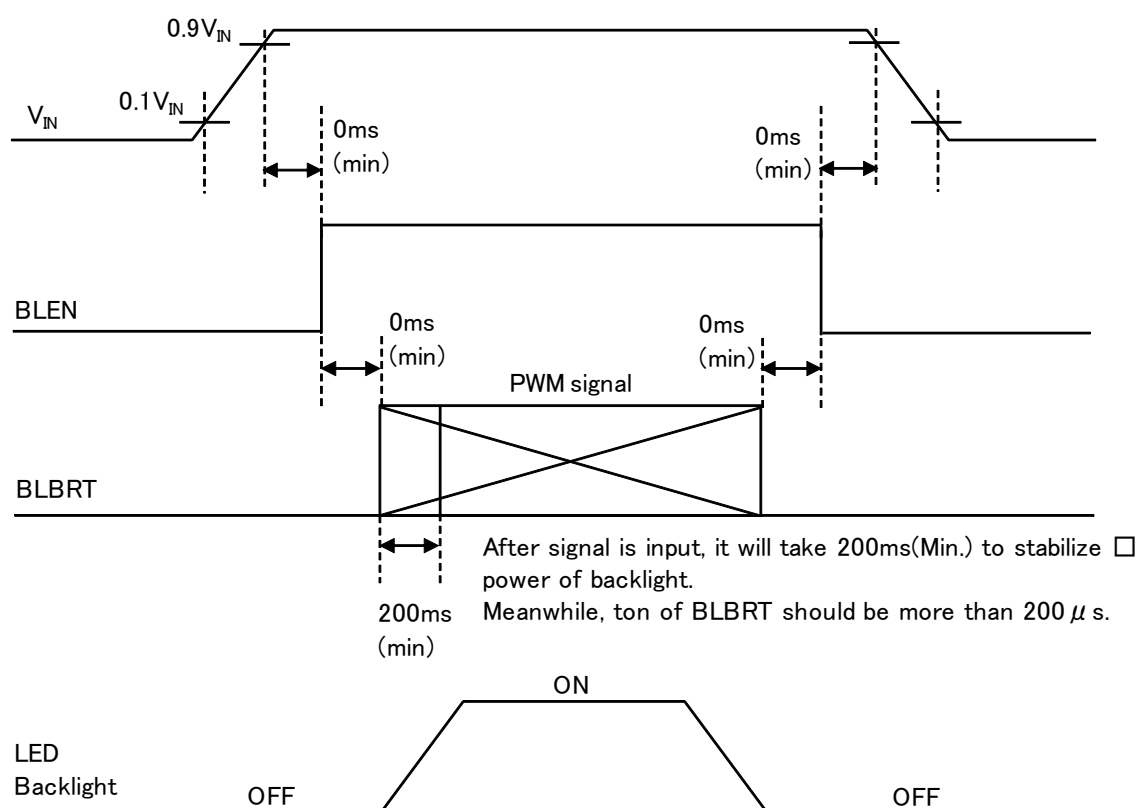 0.9VIN
0.1VIN
VIN
0ms
(min)
0ms
(min)
BLEN
0ms
(min)
0ms
(min)
PWM signal
BLBRT
After signal is input, it will take 200ms(Min.) to stabilize □
power of backlight.
Meanwhile, ton of BLBRT should be more than 200μs.
200ms
(min)
ON
LED
Backlight
OFF
OFF